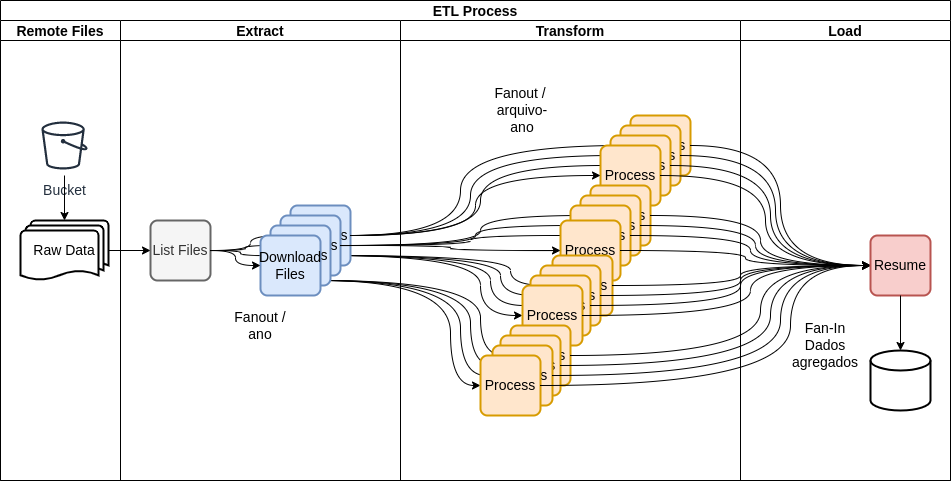 ETL Process
Remote Files
Extract
Transform
Load
Fanout /
arquivo-
ano
Bucket
Raw Data
List Files
Downloads
Files
s
s
Fanout /
ano
Process
s
s
s
Process
s
s
s
Process
s
s
s
Process
s
s
s
Resume
Fan-In
Dados
agregados